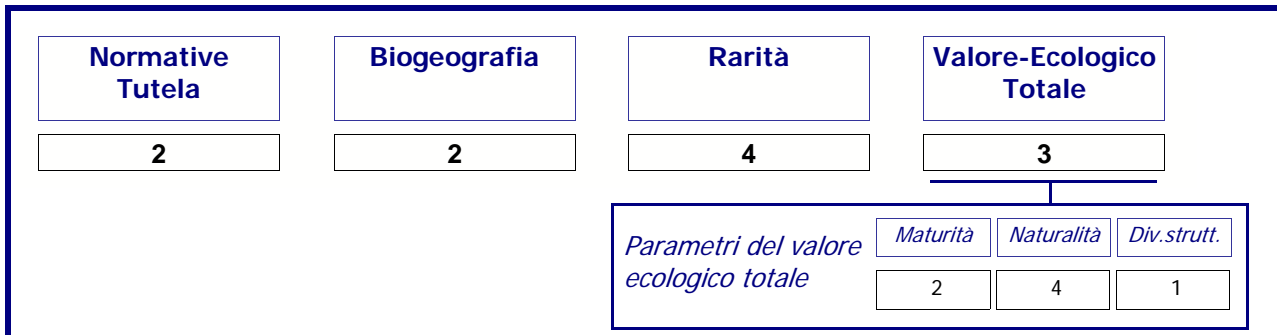 Normative
Tutela
Biogeografia
Rarità
Valore-Ecologico
Totale
2
2
4
3
Parametri del valore
ecologico totale
Maturità
Naturalità
Div.strutt.
2
4
1